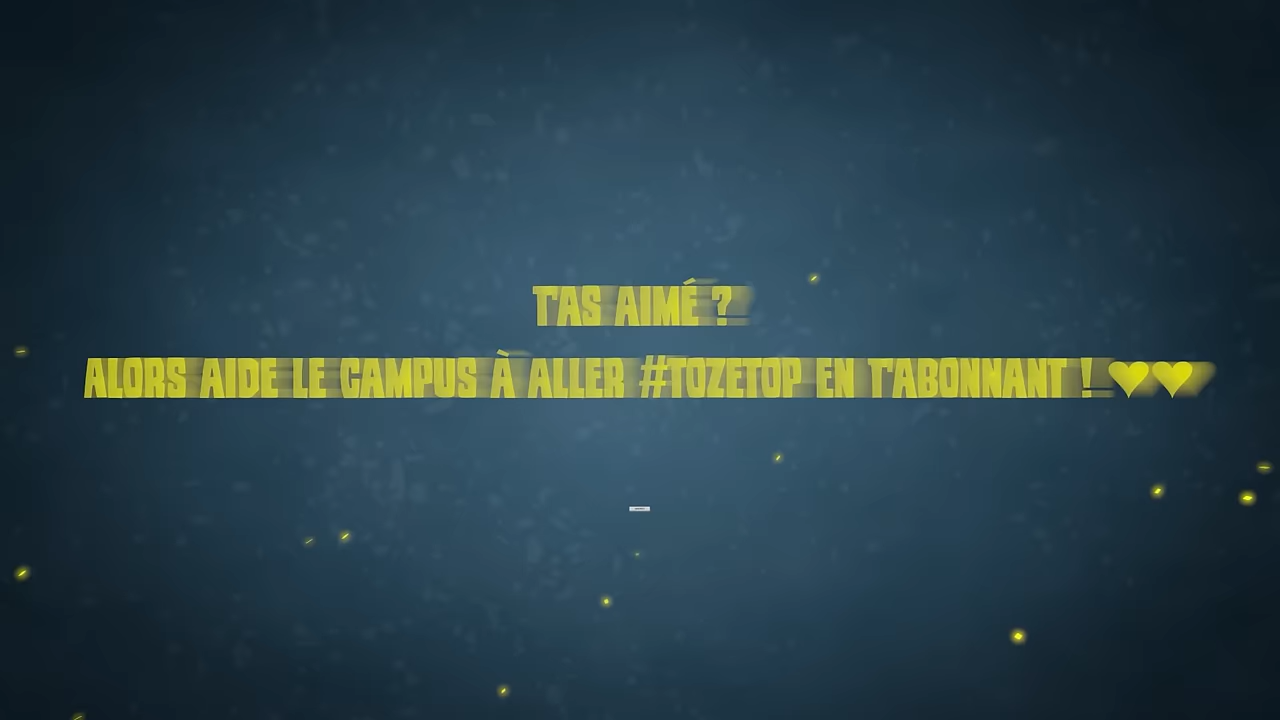 T'AS AIMÉ ?
ALORS AIDE LE CAMPUS À ALLER #TOZETOP EN T'ABONNANT ! ♥♥